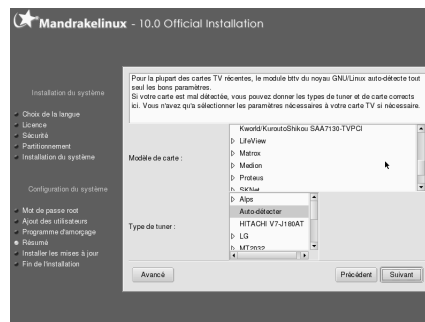 Mandrakelinux - 10.0 Official Installation
Installation du système
Choix de la langue
Licence
Sécurité
Partitionnement
Installation du système
Configuration du système
Mot de passe root
Ajout des utilisateurs
Programme d'amorçage
Résumé
Installer les mises à jour
Fin de l'installation
Pour la plupart des cartes TV récentes, le module bttv du noyau GNU/Linux auto-détecte tout
seul les bons paramètres.
Si votre carte est mal détectée, vous pouvez donner les types de tuner et de carte corrects
ici. Vous n'avez qu'a sélectionner les paramètres nécessaires à votre carte TV si nécessaire.
Modèle de carte :
Kworld/KuroutoShikou SAA7130-TVPCI
LifeView
Matrox
Medion
Proteus
SKNet
Type de tuner :
Alps
Auto-détecter
HITACHI V7-J180AT
LG
MT2032
Avancé
Précédent
Suivant